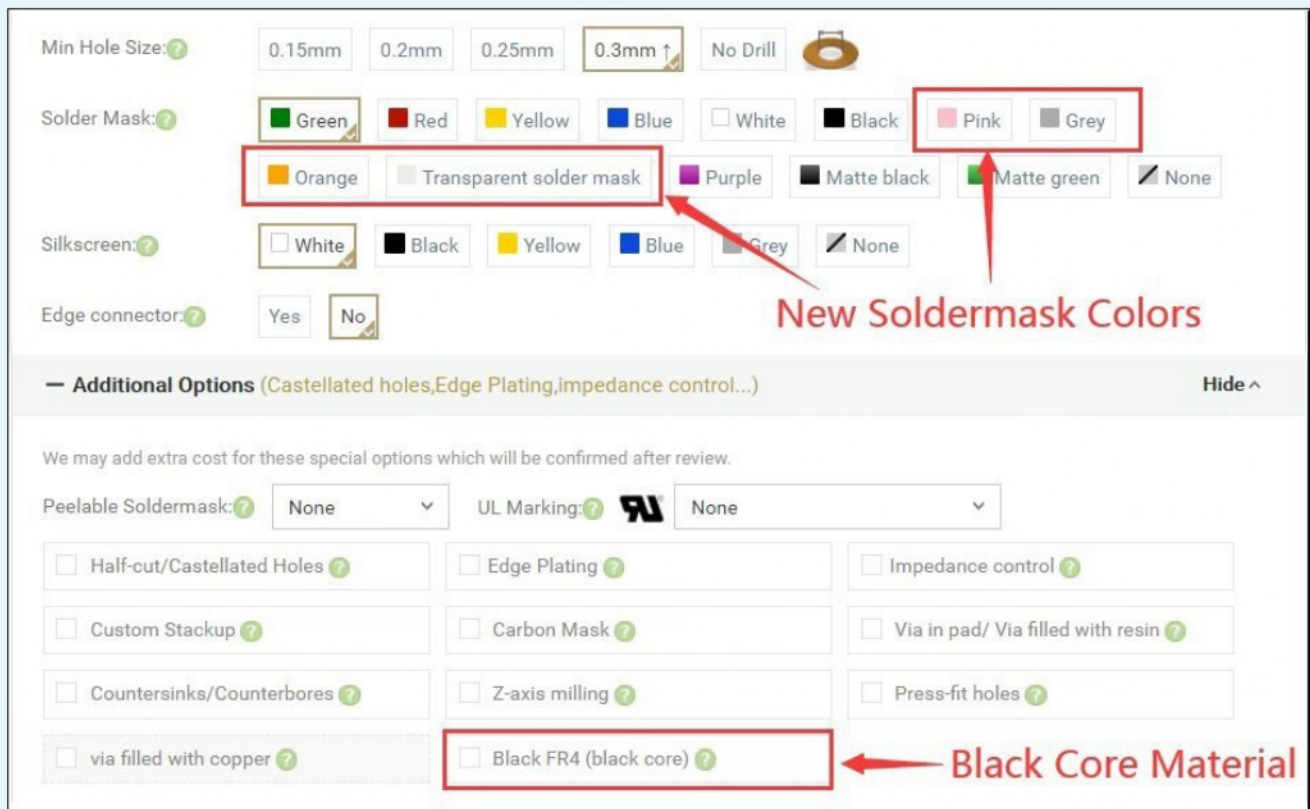 Min Hole Size: 0.15mm 0.2mm 0.25mm 0.3mm ↑ No Drill
Solder Mask: Green Red Yellow Blue White Black Pink Grey
Orange Transparent solder mask Purple Matte black Matte green None
Silkscreen: White Black Yellow Blue Grey None
Edge connector: Yes No
New Soldermask Colors
— Additional Options (Castellated holes,Edge Plating,impedance control...) Hide
We may add extra cost for these special options which will be confirmed after review.
Peelable Soldermask: None UL Marking: None
Half-cut/Castellated Holes Edge Plating Impedance control
Custom Stackup Carbon Mask Via in pad/ Via filled with resin
Countersinks/Counterbores Z-axis milling Press-fit holes
via filled with copper Black FR4 (black core) Black Core Material